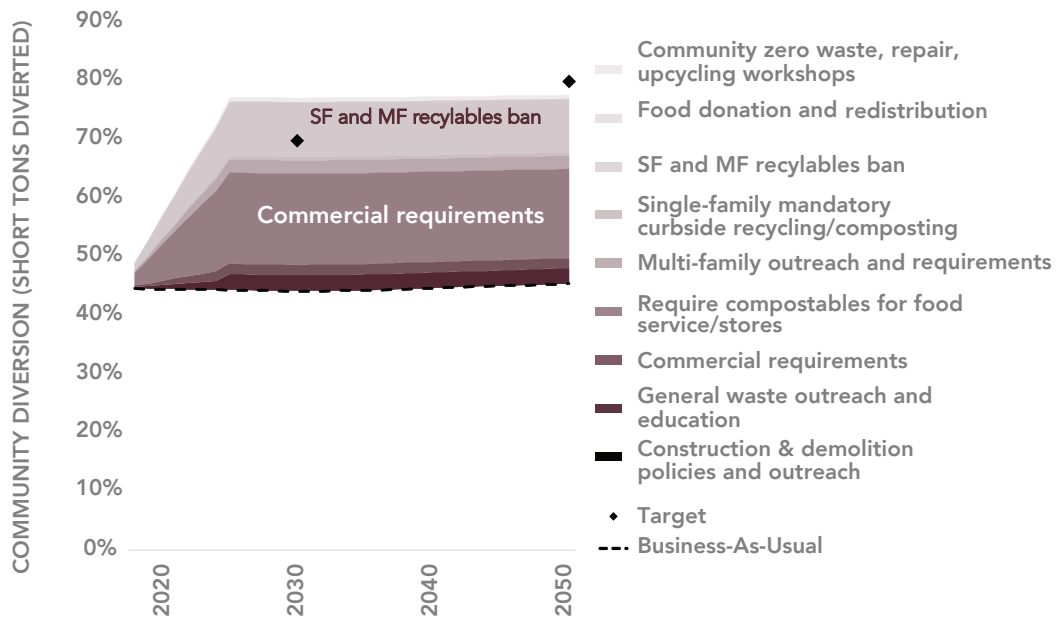 COMMUNITY DIVERSION (SHORT TONS DIVERTED)
90%
80%
70%
60%
50%
40%
30%
20%
10%
0%
2020
2030
2040
2050
SF and MF recylables ban
Commercial requirements
Community zero waste, repair,
upcycling workshops
Food donation and redistribution
SF and MF recylables ban
Single-family mandatory
curbside recycling/composting
Multi-family outreach and requirements
Require compostables for food
service/stores
Commercial requirements
General waste outreach and
education
Construction & demolition
policies and outreach
Target
Business-As-Usual